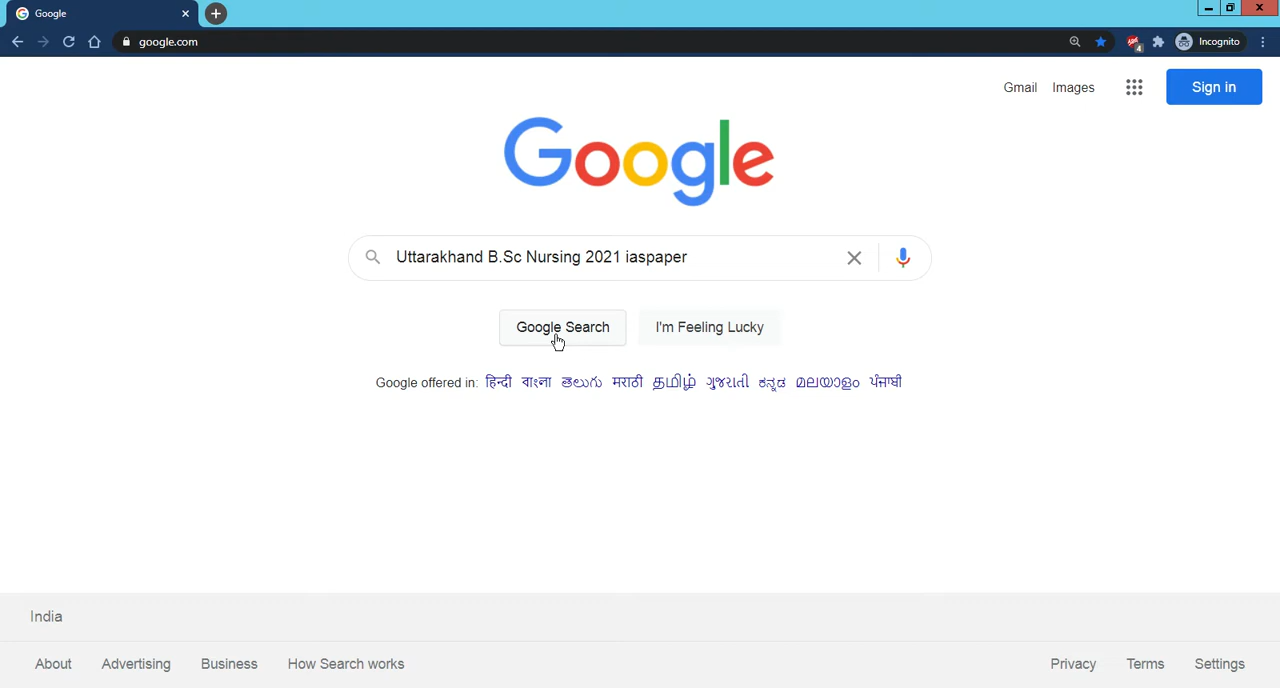 Google
google.com
4
Incognito
Gmail Images
Sign in
Google
Uttarakhand B.Sc Nursing 2021 iaspaper
Google Search
I'm Feeling Lucky
Google offered in: हिन्दी বাংলা తెలుగు मराठी தமிழ் ગુજરાતી ಕನ್ನಡ മലയാളം ਪੰਜਾਬੀ
India
About Advertising Business How Search works
Privacy Terms Settings